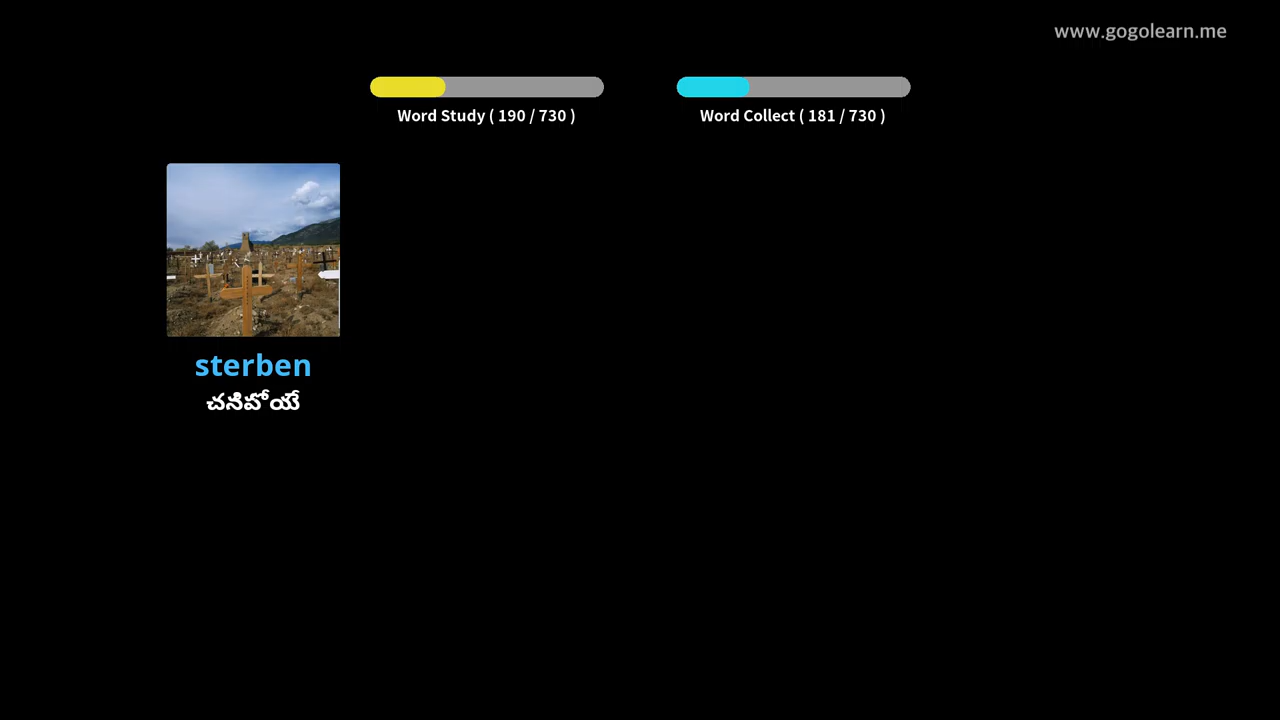 www.gogolearn.me
Word Study ( 190 / 730 )
Word Collect ( 181 / 730 )
sterben
చనిపోయే